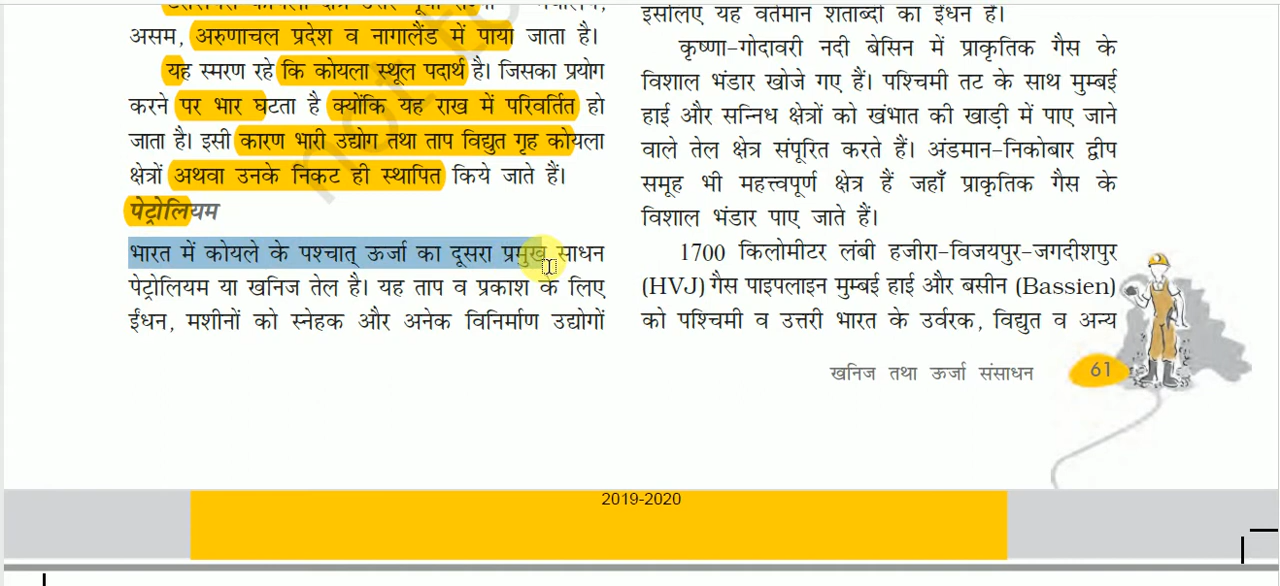 असम, अरुणाचल प्रदेश व नागालैंड में पाया जाता है।
यह स्मरण रहे कि कोयला स्थूल पदार्थ है। जिसका प्रयोग
करने पर भार घटता है क्योंकि यह राख में परिवर्तित हो
जाता है। इसी कारण भारी उद्योग तथा ताप विद्युत गृह कोयला
क्षेत्रों अथवा उनके निकट ही स्थापित किये जाते हैं।
पेट्रोलियम
भारत में कोयले के पश्चात् ऊर्जा का दूसरा प्रमुख साधन
पेट्रोलियम या खनिज तेल है। यह ताप व प्रकाश के लिए
ईंधन, मशीनों को स्नेहक और अनेक विनिर्माण उद्योगों
इसीलिए यह वर्तमान शताब्दी का ईंधन है।
कृष्णा-गोदावरी नदी बेसिन में प्राकृतिक गैस के
विशाल भंडार खोजे गए हैं। पश्चिमी तट के साथ मुम्बई
हाई और सन्निध क्षेत्रों को खंभात की खाड़ी में पाए जाने
वाले तेल क्षेत्र संपूरित करते हैं। अंडमान-निकोबार द्वीप
समूह भी महत्त्वपूर्ण क्षेत्र हैं जहाँ प्राकृतिक गैस के
विशाल भंडार पाए जाते हैं।
1700 किलोमीटर लंबी हजीरा-विजयपुर-जगदीशपुर
(HVJ) गैस पाइपलाइन मुम्बई हाई और बसीन (Bassien)
को पश्चिमी व उत्तरी भारत के उर्वरक, विद्युत व अन्य
खनिज तथा ऊर्जा संसाधन 61
2019-2020